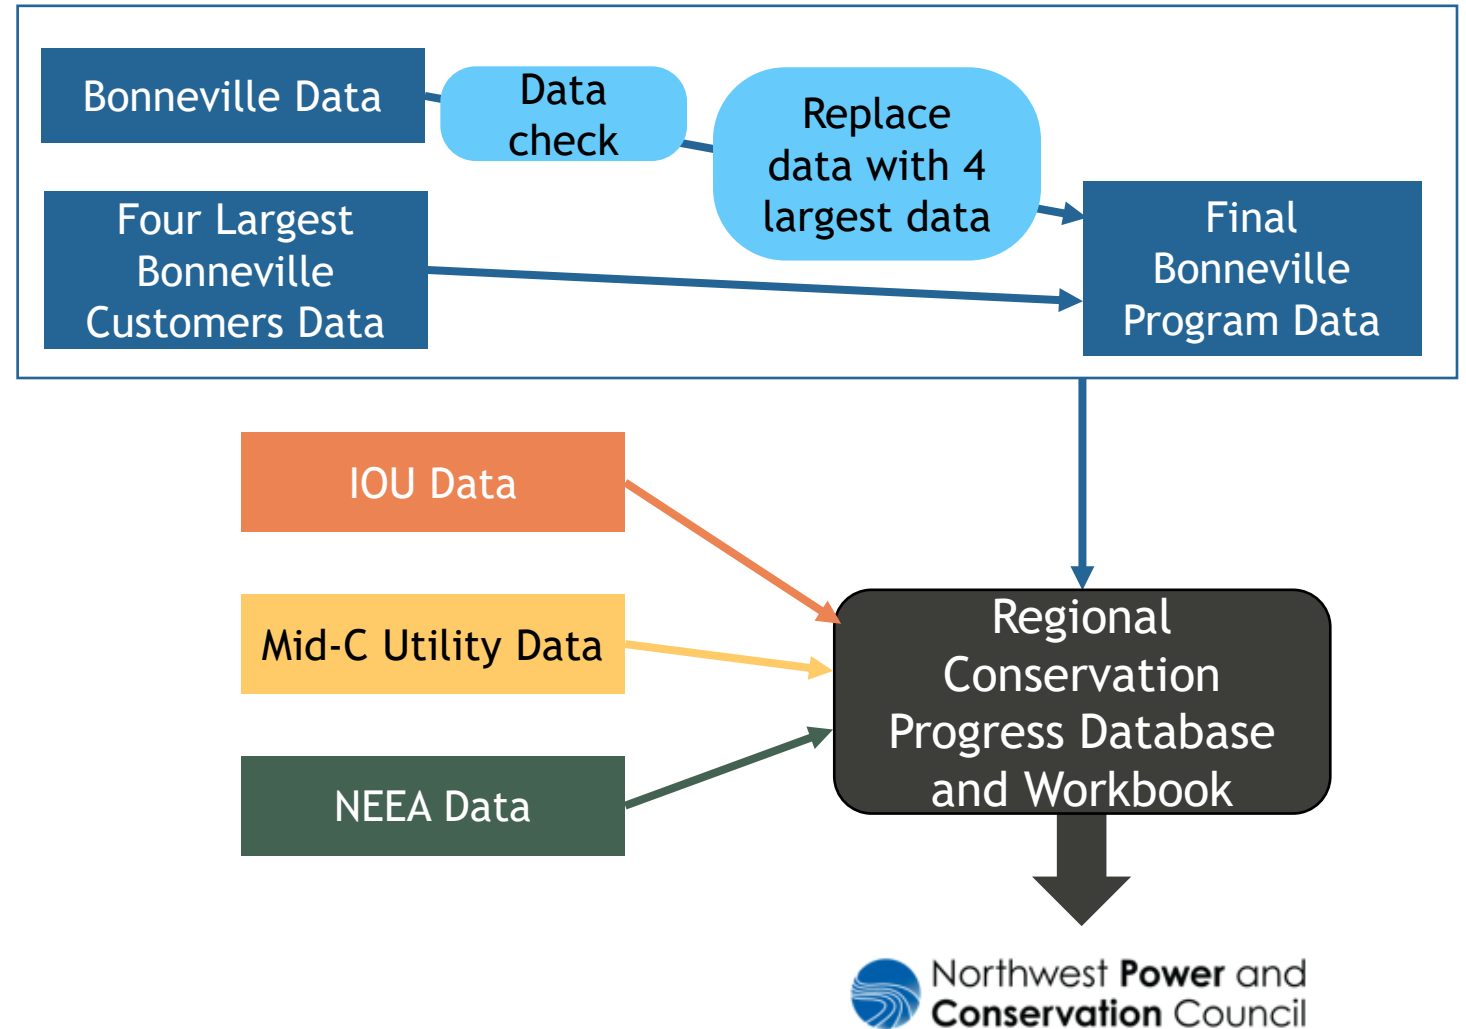 Bonneville Data
Data
check
Replace
data with 4
largest data
Four Largest
Bonneville
Customers Data
Final
Bonneville
Program Data
IOU Data
Mid-C Utility Data
NEEA Data
Regional
Conservation
Progress Database
and Workbook
Northwest Power and
Conservation Council